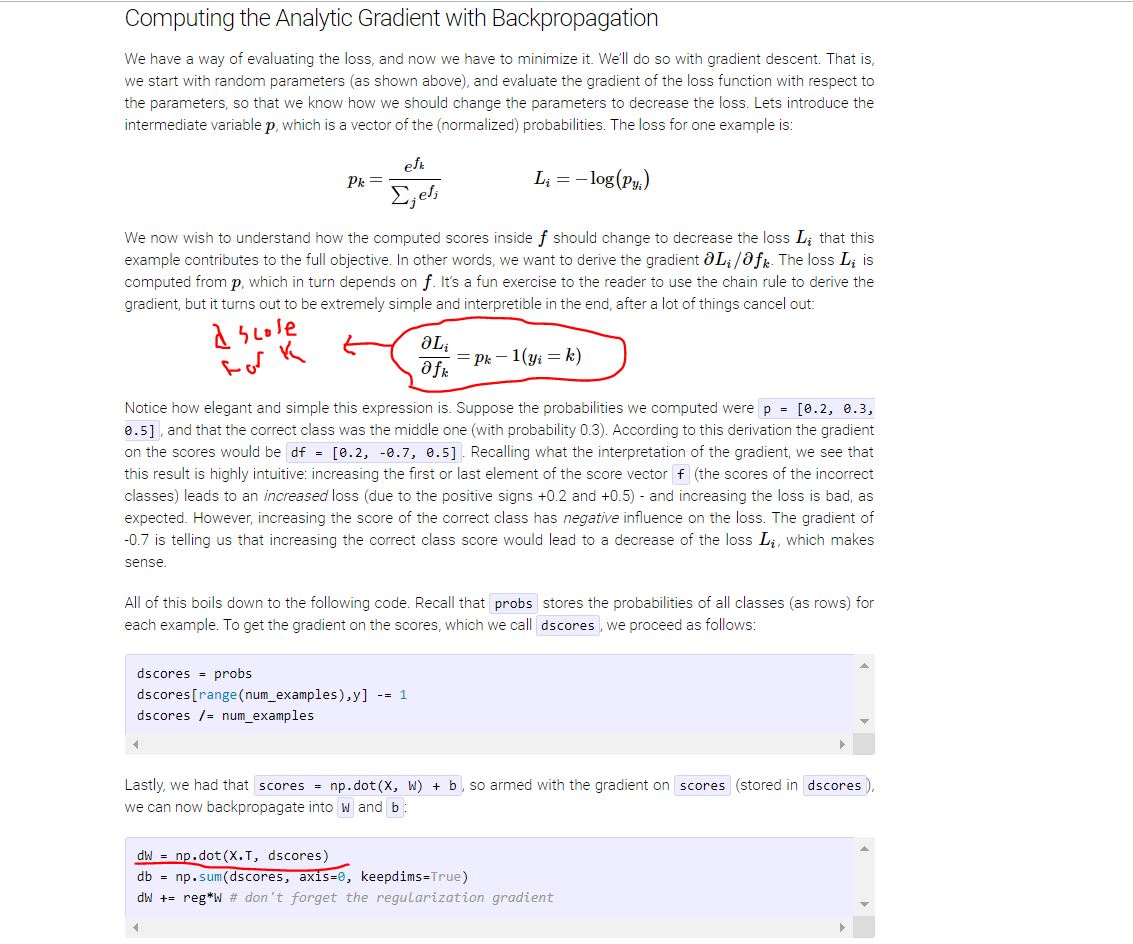 Computing the Analytic Gradient with Backpropagation
We have a way of evaluating the loss, and now we have to minimize it. We'll do so with gradient descent. That is,
we start with random parameters (as shown above), and evaluate the gradient of the loss function with respect to
the parameters, so that we know how we should change the parameters to decrease the loss. Lets introduce the
intermediate variable p, which is a vector of the (normalized) probabilities. The loss for one example is:
p_k = e^{f_k} / ∑_j e^{f_j}    L_i = −log(p_{y_i})
We now wish to understand how the computed scores inside f should change to decrease the loss L_i that this
example contributes to the full objective. In other words, we want to derive the gradient ∂L_i/∂f_k. The loss L_i is
computed from p, which in turn depends on f. It's a fun exercise to the reader to use the chain rule to derive the
gradient, but it turns out to be extremely simple and interpretible in the end, after a lot of things cancel out:
d score
for k
∂L_i / ∂f_k = p_k − 1(y_i = k)
Notice how elegant and simple this expression is. Suppose the probabilities we computed were p = [0.2, 0.3,
0.5], and that the correct class was the middle one (with probability 0.3). According to this derivation the gradient
on the scores would be df = [0.2, -0.7, 0.5]. Recalling what the interpretation of the gradient, we see that
this result is highly intuitive: increasing the first or last element of the score vector f (the scores of the incorrect
classes) leads to an increased loss (due to the positive signs +0.2 and +0.5) - and increasing the loss is bad, as
expected. However, increasing the score of the correct class has negative influence on the loss. The gradient of
-0.7 is telling us that increasing the correct class score would lead to a decrease of the loss L_i, which makes
sense.
All of this boils down to the following code. Recall that probs stores the probabilities of all classes (as rows) for
each example. To get the gradient on the scores, which we call dscores, we proceed as follows:
dscores = probs
dscores[range(num_examples),y] -= 1
dscores /= num_examples
Lastly, we had that scores = np.dot(X, W) + b, so armed with the gradient on scores (stored in dscores),
we can now backpropagate into W and b:
dW = np.dot(X.T, dscores)
db = np.sum(dscores, axis=0, keepdims=True)
dW += reg*W # don't forget the regularization gradient